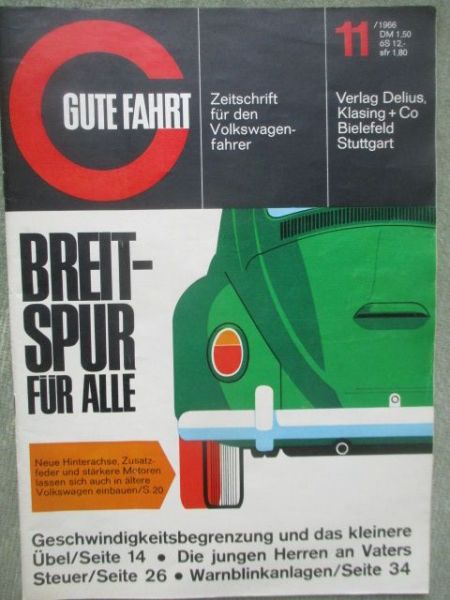 GUTE FAHRT
Zeitschrift
für den
Volkswagen-
fahrer
11 /1966
DM 1,50
öS 12,-
sfr 1,80
Verlag Delius,
Klasing + Co
Bielefeld
Stuttgart
BREIT-
SPUR
FÜR ALLE
Neue Hinterachse, Zusatz-
feder und stärkere Motoren
lassen sich auch in ältere
Volkswagen einbauen/S.20
Geschwindigkeitsbegrenzung und das kleinere
Übel/Seite 14 • Die jungen Herren an Vaters
Steuer/Seite 26 • Warnblinkanlagen/Seite 34